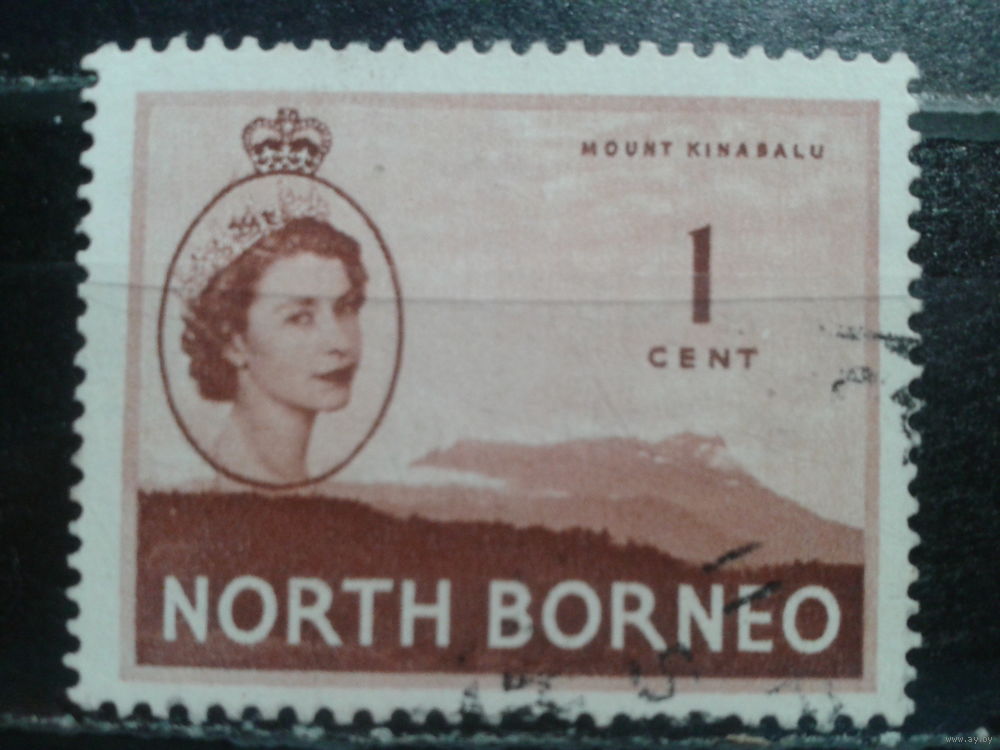 MOUNT KINABALU
1
CENT
NORTH BORNEO
www.ay.by